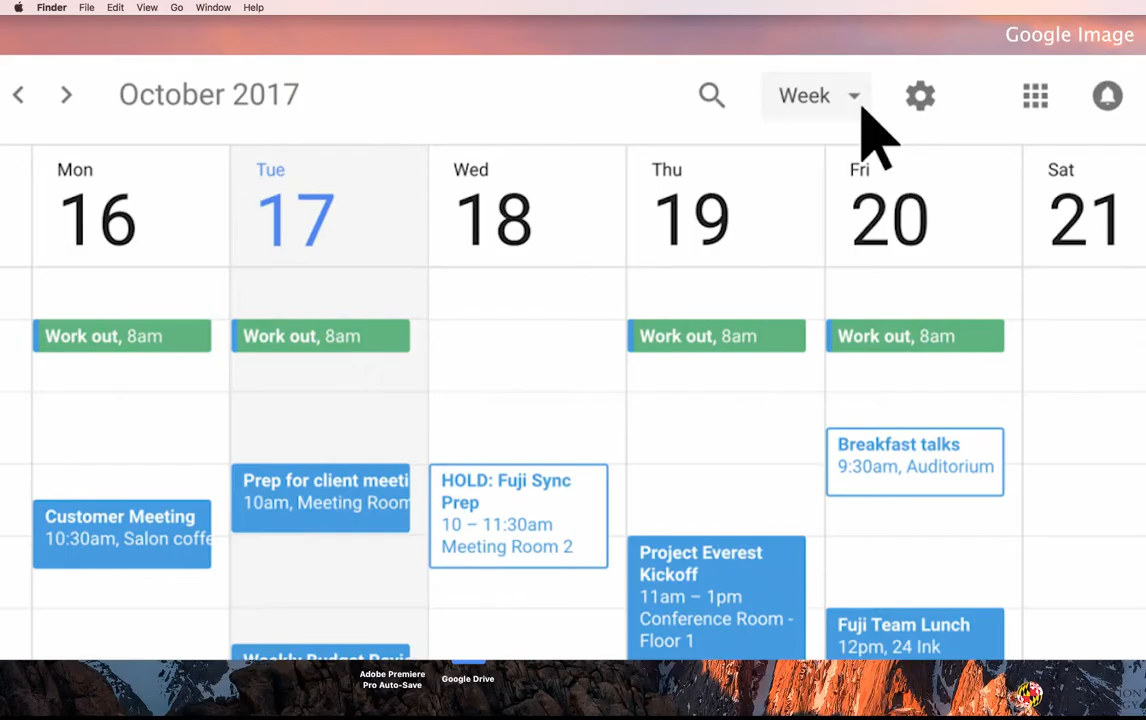 Finder File Edit View Go Window Help
Google Image
October 2017
Week
Mon Tue Wed Thu Fri Sat
16 17 18 19 20 21
Work out, 8am
Work out, 8am
Work out, 8am
Work out, 8am
Breakfast talks
9:30am, Auditorium
Prep for client meeti
10am, Meeting Room
HOLD: Fuji Sync
Prep
10 – 11:30am
Meeting Room 2
Customer Meeting
10:30am, Salon coffe
Project Everest
Kickoff
11am – 1pm
Conference Room -
Floor 1
Fuji Team Lunch
12pm, 24 Ink
Weekly Budget Revi
Adobe Premiere
Pro Auto-Save
Google Drive